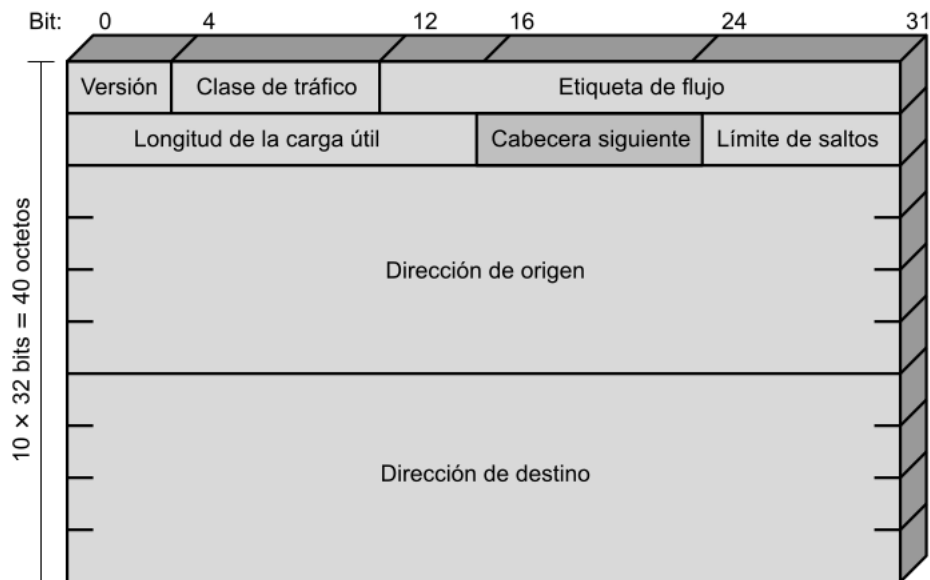 Bit: 0 4 12 16 24 31
Versión Clase de tráfico Etiqueta de flujo
Longitud de la carga útil Cabecera siguiente Límite de saltos
Dirección de origen
10 × 32 bits = 40 octetos
Dirección de destino